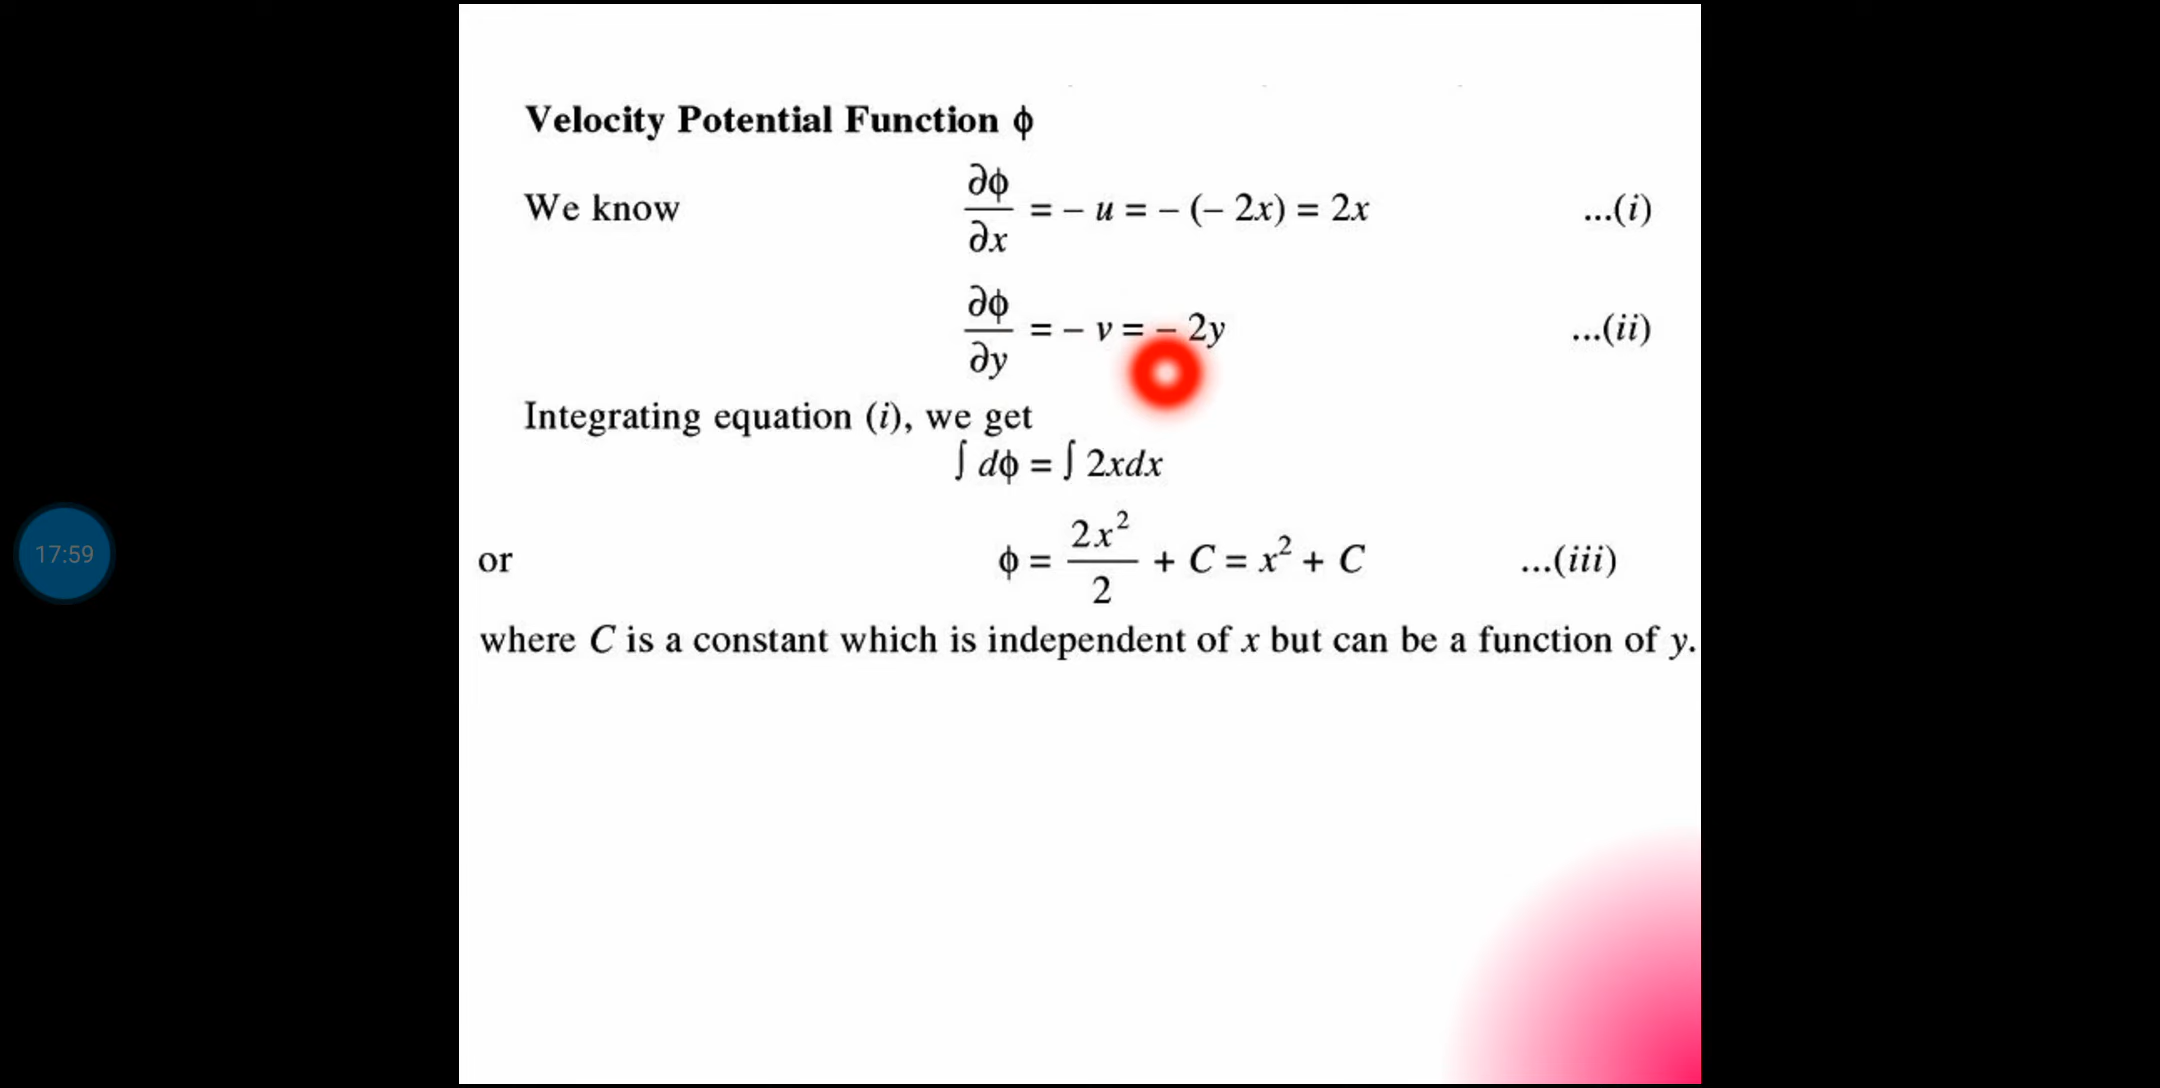 Velocity Potential Function ϕ
We know ∂ϕ/∂x = – u = – (– 2x) = 2x ...(i)
∂ϕ/∂y = – v = – 2y ...(ii)
Integrating equation (i), we get
∫ dϕ = ∫ 2xdx
17:59
or ϕ = 2x²/2 + C = x² + C ...(iii)
where C is a constant which is independent of x but can be a function of y.